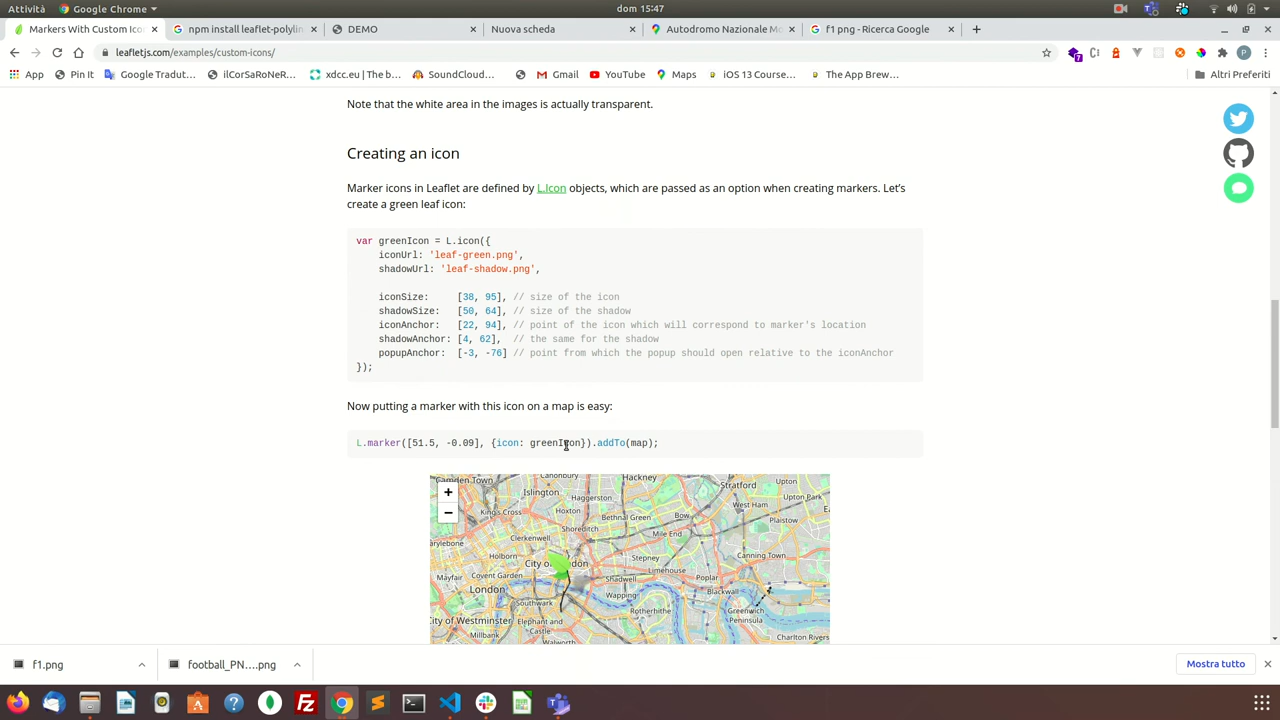 Attività
Google Chrome
dom 15:47
Markers With Custom Ico
npm install leaflet-polylin
DEMO
Nuova scheda
Autodromo Nazionale Mo
f1 png - Ricerca Google
leafletjs.com/examples/custom-icons/
P
App
Pin It
Google Tradut...
ilCorSaRoNeR...
xdcc.eu | The b...
SoundCloud...
Gmail
YouTube
Maps
iOS 13 Course...
The App Brew...
Altri Preferiti
Note that the white area in the images is actually transparent.
Creating an icon
Marker icons in Leaflet are defined by L.Icon objects, which are passed as an option when creating markers. Let's
create a green leaf icon:
var greenIcon = L.icon({
iconUrl: 'leaf-green.png',
shadowUrl: 'leaf-shadow.png',
iconSize: [38, 95], // size of the icon
shadowSize: [50, 64], // size of the shadow
iconAnchor: [22, 94], // point of the icon which will correspond to marker's location
shadowAnchor: [4, 62], // the same for the shadow
popupAnchor: [-3, -76] // point from which the popup should open relative to the iconAnchor
});
Now putting a marker with this icon on a map is easy:
L.marker([51.5, -0.09], {icon: greenIcon}).addTo(map);
+
−
Camden Town
Canonbury
Hackney
Stratford
Islington
Haggerston
Upton Park
King's Cross
Hoxton
Bethnal Green
Bow
Plaistow
Shoreditch
Mile End
Marylebone
Clerkenwell
Stepney
Canning Town
Holborn
City of London
Limehouse
Mayfair
Covent Garden
Shadwell
Poplar
London
Wapping
Blackwall
Southwark
Rotherhithe
Greenwich
Peninsula
City of Westminster
Elephant and
Castle
Millbank
Walworth
Charlton Rivers
f1.png
football_PN....png
Mostra tutto